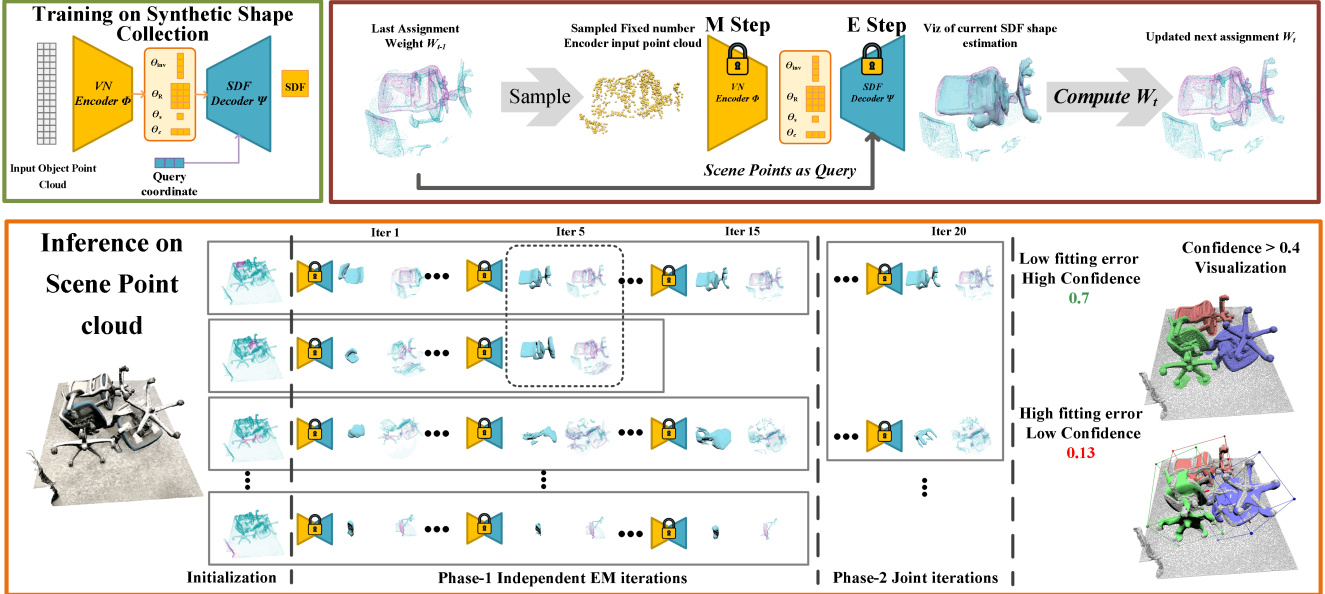 Training on Synthetic Shape
Collection
VN
Encoder Φ
Θinv
ΘR
Θs
Θc
SDF
Decoder Ψ
SDF
Input Object Point
Cloud
Query
coordinate
Last Assignment
Weight Wt-1
Sample
Sampled Fixed number
Encoder input point cloud
M Step
E Step
VN
Encoder Φ
Θinv
ΘR
Θs
Θc
SDF
Decoder Ψ
Scene Points as Query
Viz of current SDF shape
estimation
Compute Wt
Updated next assignment Wt
Inference on
Scene Point
cloud
Iter 1
Iter 5
Iter 15
Iter 20
Low fitting error
High Confidence
0.7
High fitting error
Low Confidence
0.13
Confidence > 0.4
Visualization
Initialization
Phase-1 Independent EM iterations
Phase-2 Joint iterations